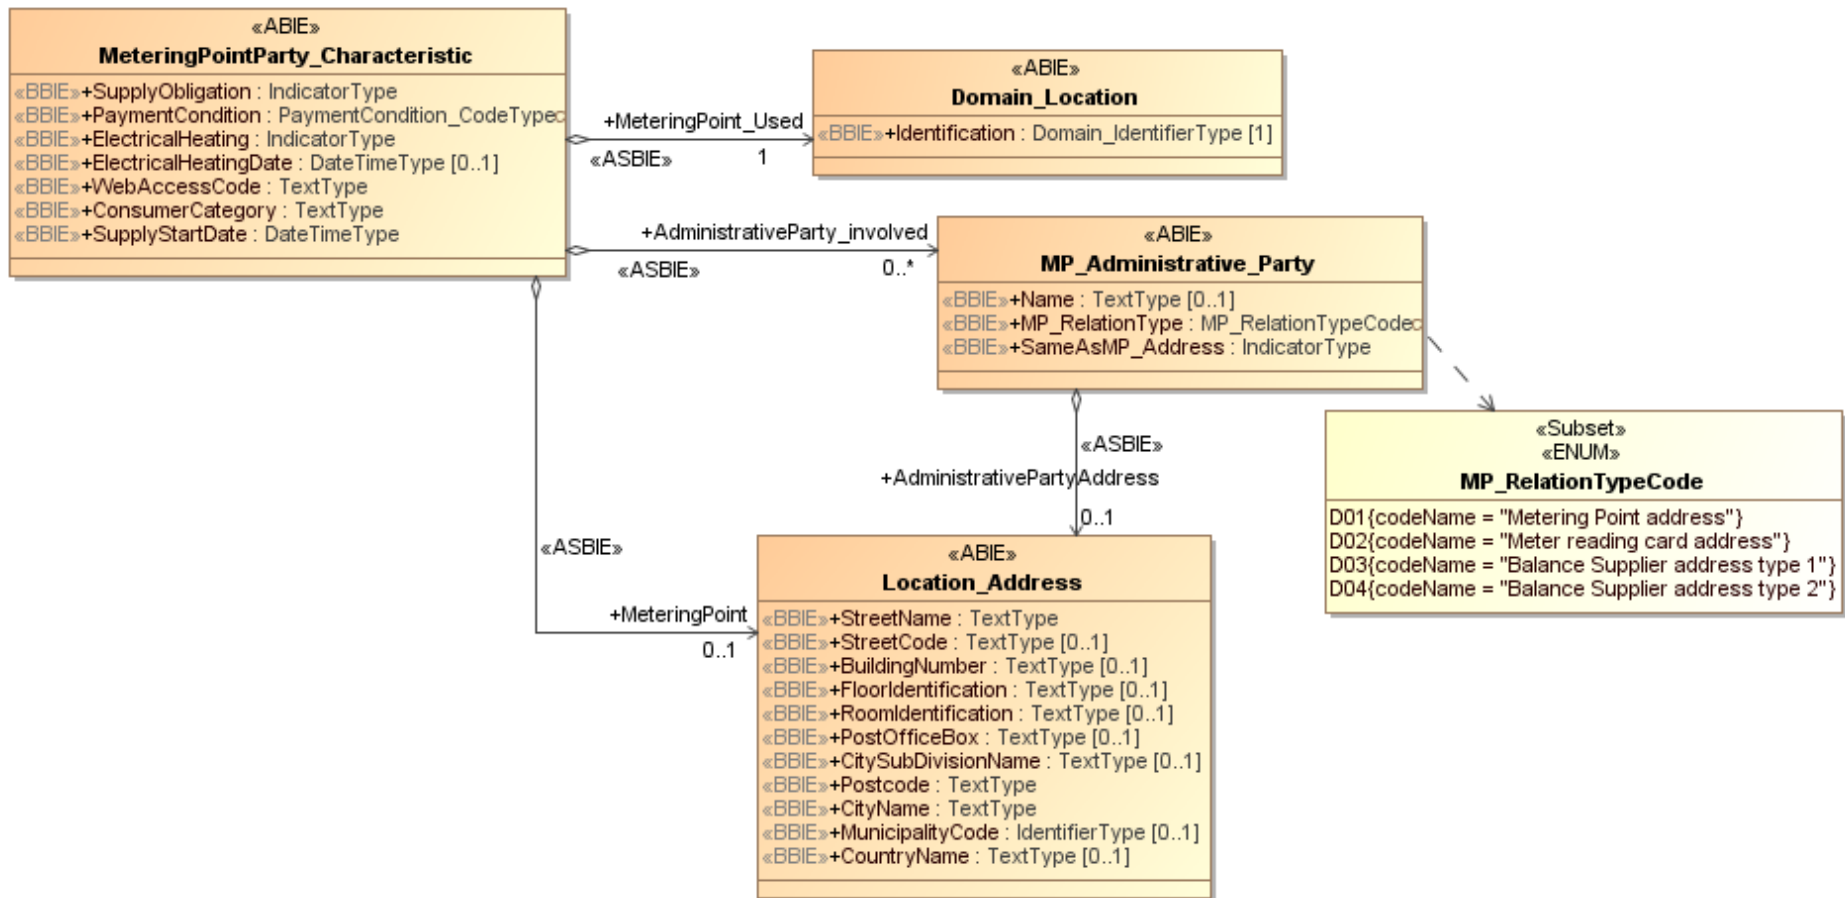 «ABIE»
MeteringPointParty_Characteristic
«BBIE»+SupplyObligation : IndicatorType
«BBIE»+PaymentCondition : PaymentCondition_CodeType
«BBIE»+ElectricalHeating : IndicatorType
«BBIE»+ElectricalHeatingDate : DateTimeType [0..1]
«BBIE»+WebAccessCode : TextType
«BBIE»+ConsumerCategory : TextType
«BBIE»+SupplyStartDate : DateTimeType
+MeteringPoint_Used
«ASBIE»
1
«ABIE»
Domain_Location
«BBIE»+Identification : Domain_IdentifierType [1]
+AdministrativeParty_involved
«ASBIE»
0..*
«ABIE»
MP_Administrative_Party
«BBIE»+Name : TextType [0..1]
«BBIE»+MP_RelationType : MP_RelationTypeCode
«BBIE»+SameAsMP_Address : IndicatorType
«ASBIE»
+AdministrativePartyAddress
0..1
«Subset»
«ENUM»
MP_RelationTypeCode
D01{codeName = "Metering Point address"}
D02{codeName = "Meter reading card address"}
D03{codeName = "Balance Supplier address type 1"}
D04{codeName = "Balance Supplier address type 2"}
«ASBIE»
+MeteringPoint
0..1
«ABIE»
Location_Address
«BBIE»+StreetName : TextType
«BBIE»+StreetCode : TextType [0..1]
«BBIE»+BuildingNumber : TextType [0..1]
«BBIE»+FloorIdentification : TextType [0..1]
«BBIE»+RoomIdentification : TextType [0..1]
«BBIE»+PostOfficeBox : TextType [0..1]
«BBIE»+CitySubDivisionName : TextType [0..1]
«BBIE»+Postcode : TextType
«BBIE»+CityName : TextType
«BBIE»+MunicipalityCode : IdentifierType [0..1]
«BBIE»+CountryName : TextType [0..1]